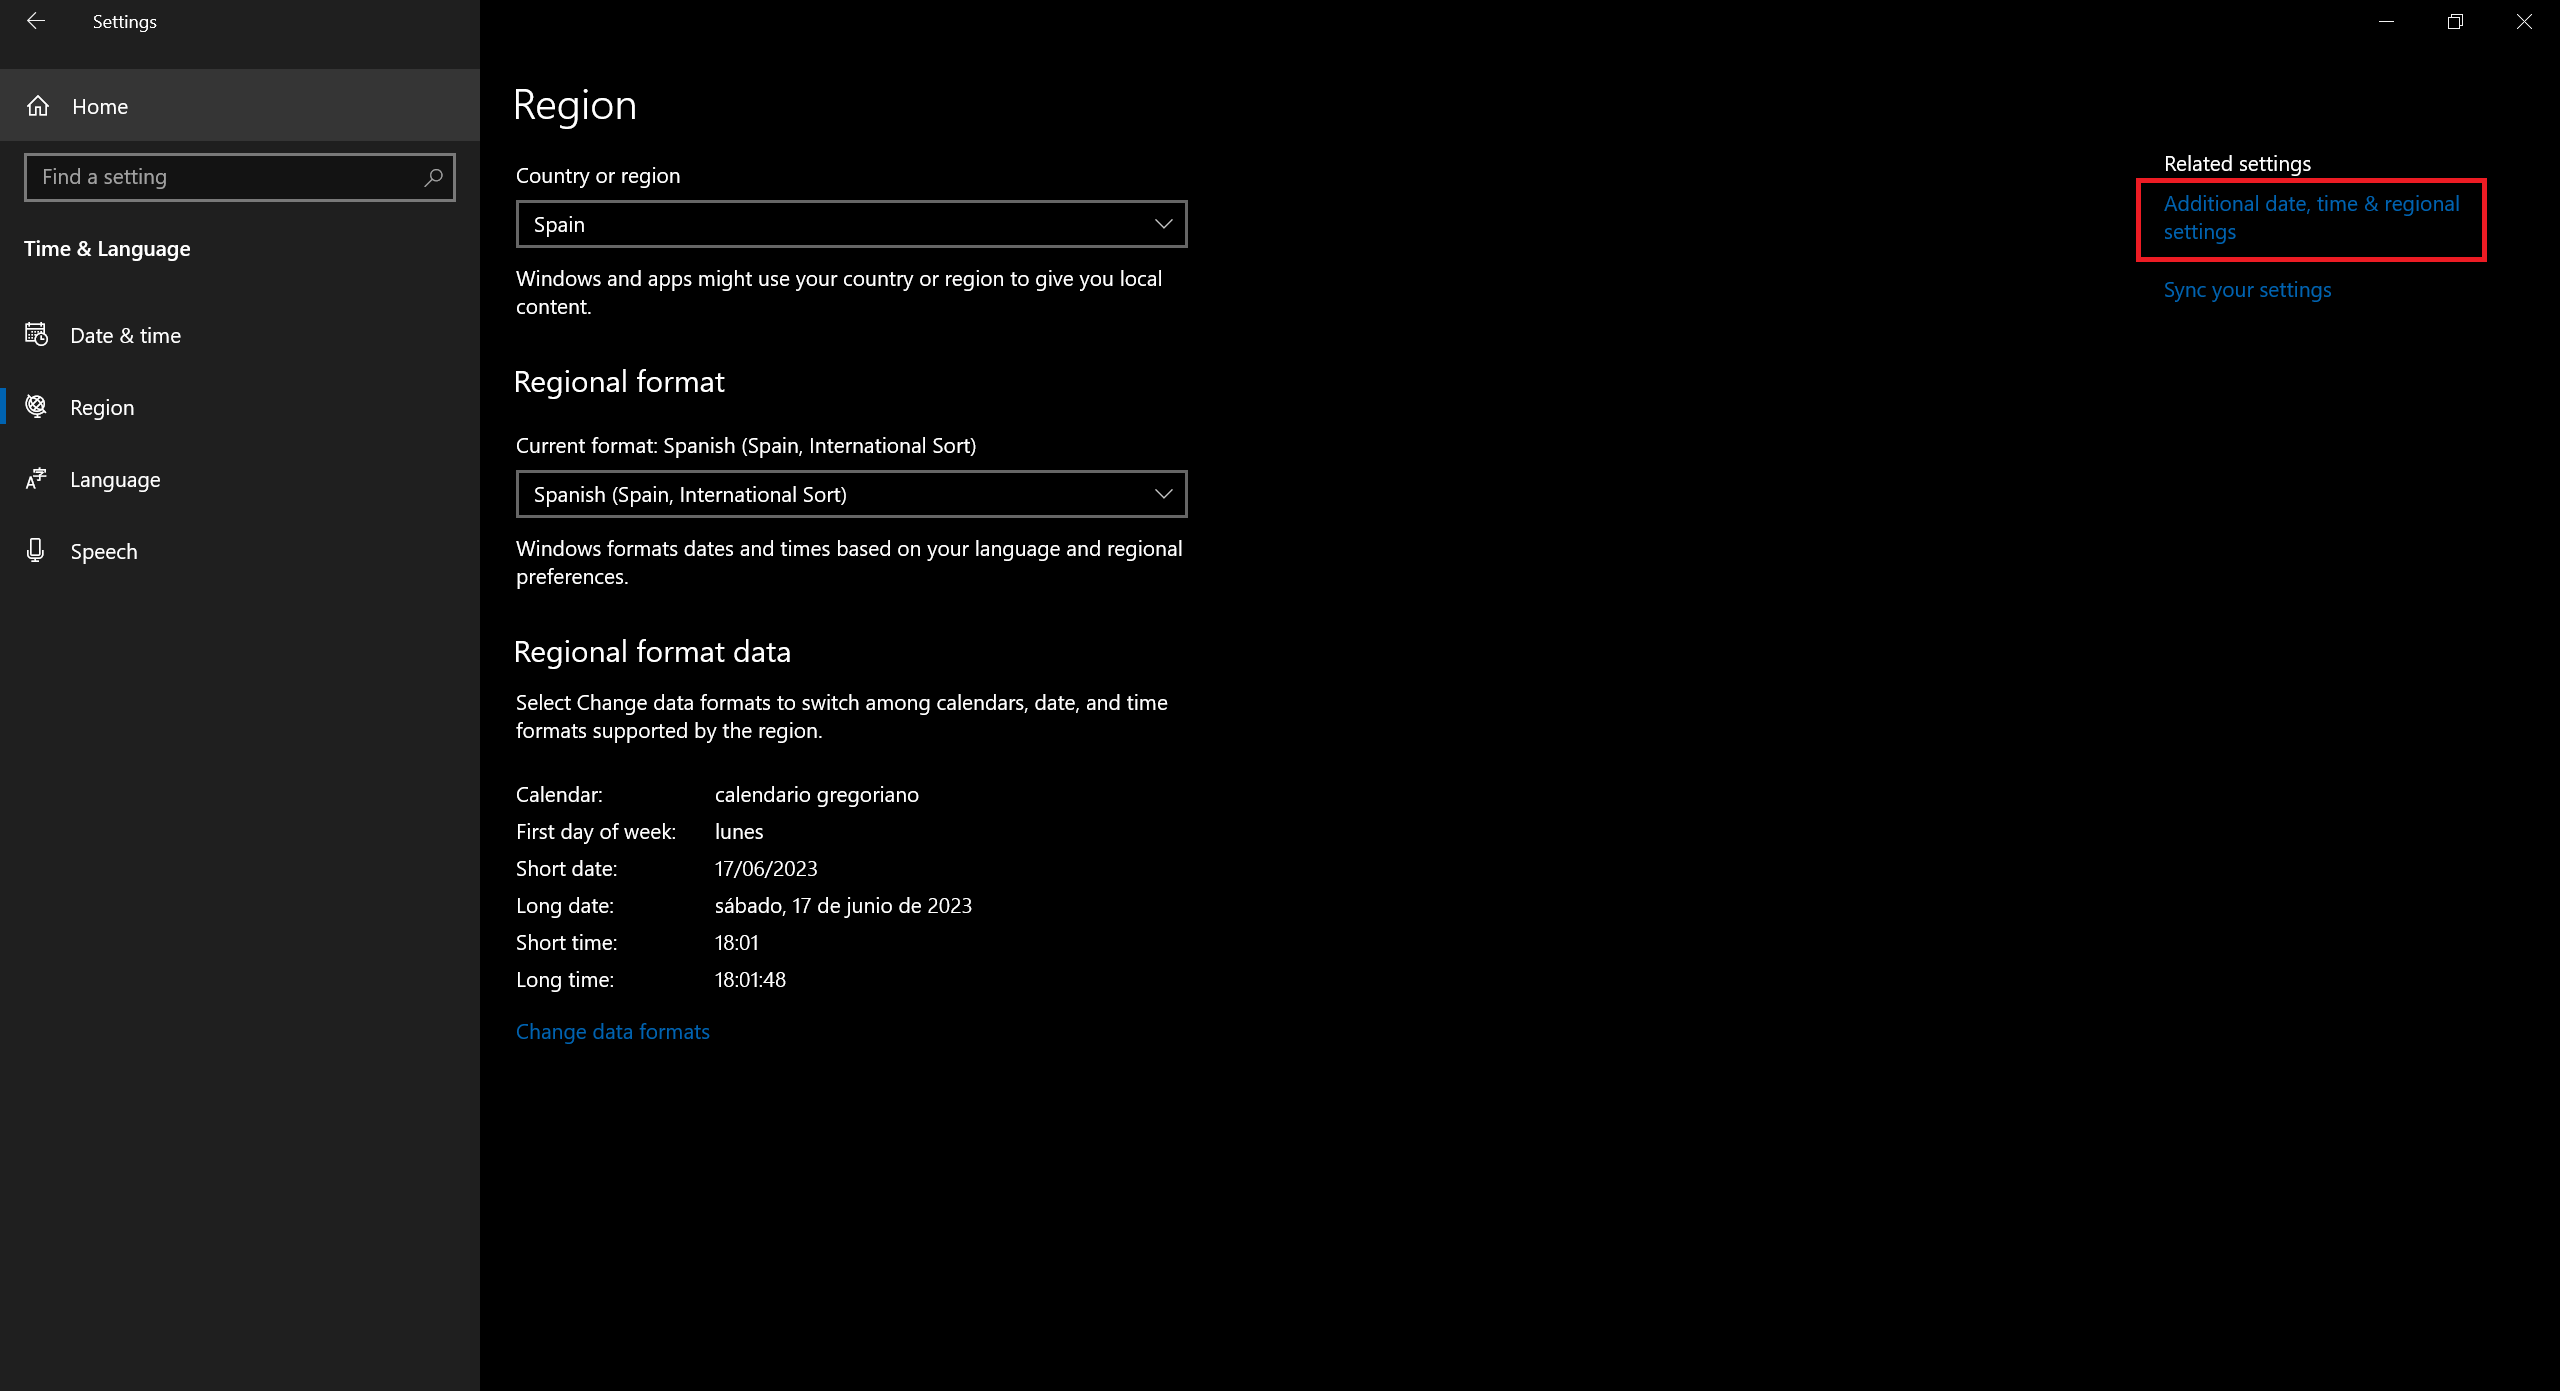 Settings
Home
Find a setting
Time & Language
Date & time
Region
Language
Speech
Region
Country or region
Spain
Windows and apps might use your country or region to give you local
content.
Regional format
Current format: Spanish (Spain, International Sort)
Spanish (Spain, International Sort)
Windows formats dates and times based on your language and regional
preferences.
Regional format data
Select Change data formats to switch among calendars, date, and time
formats supported by the region.
Calendar: calendario gregoriano
First day of week: lunes
Short date: 17/06/2023
Long date: sábado, 17 de junio de 2023
Short time: 18:01
Long time: 18:01:48
Change data formats
Related settings
Additional date, time & regional
settings
Sync your settings